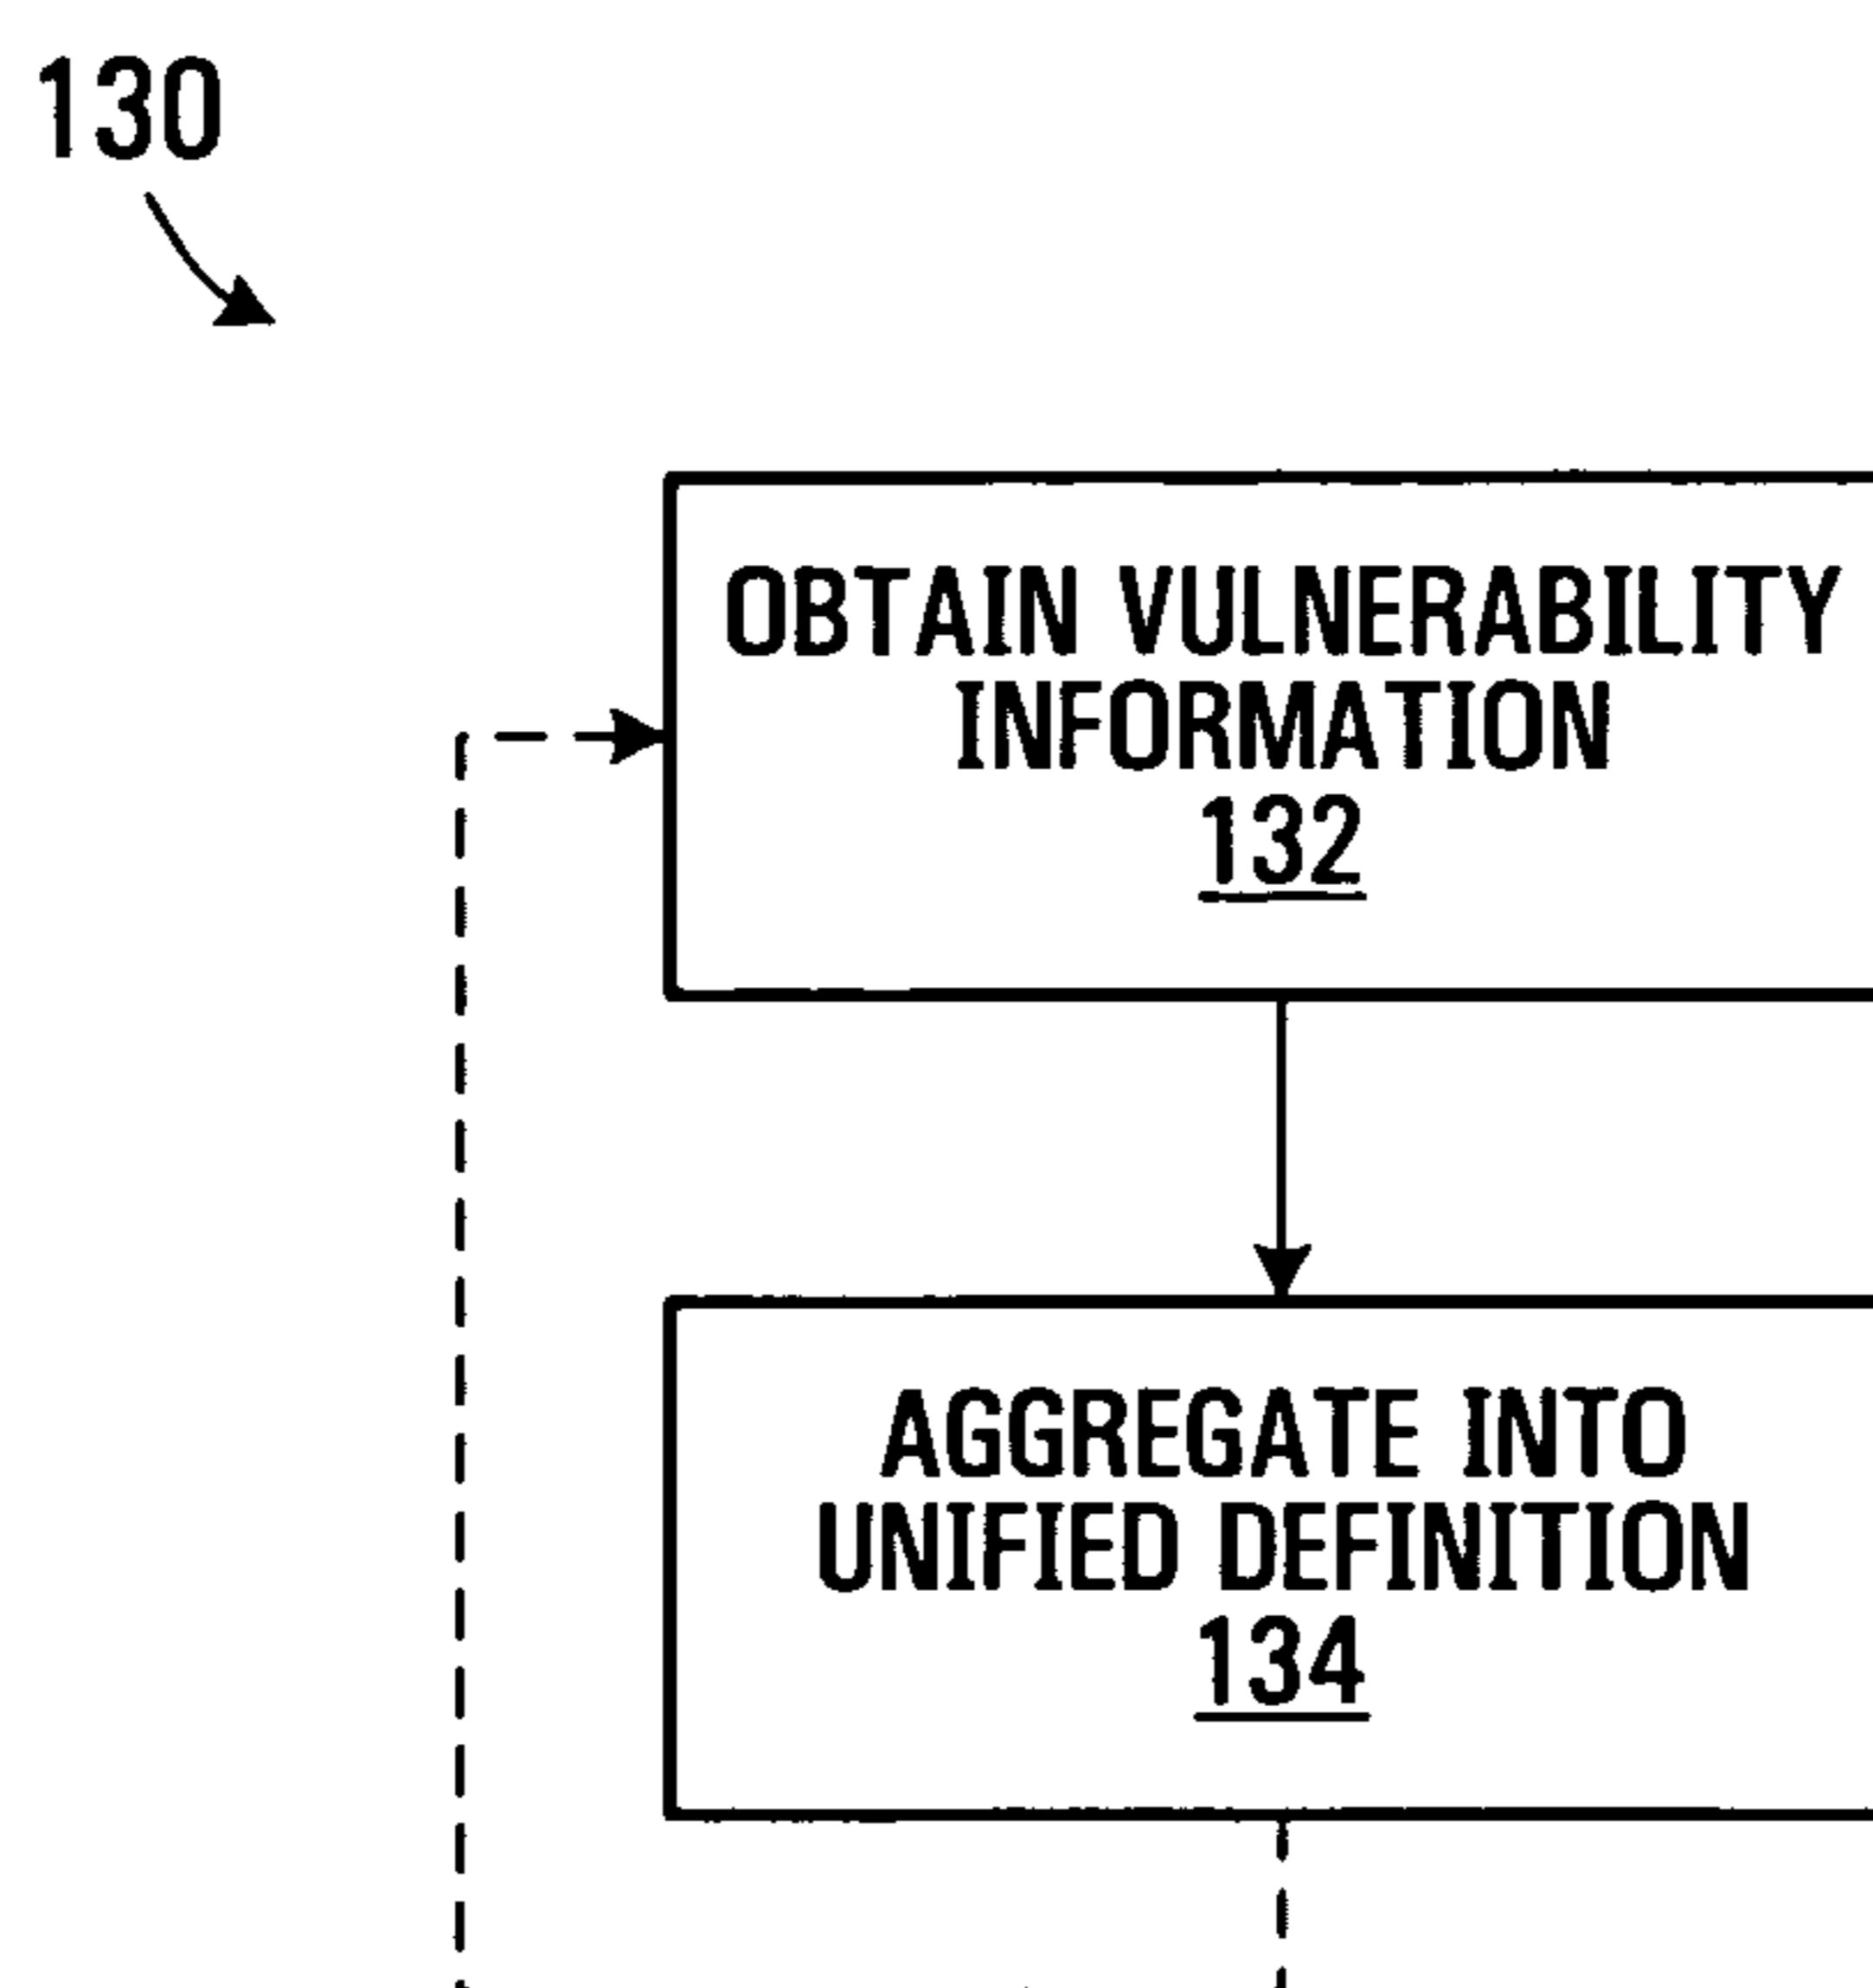 130
OBTAIN VULNERABILITY
INFORMATION
132
AGGREGATE INTO
UNIFIED DEFINITION
134